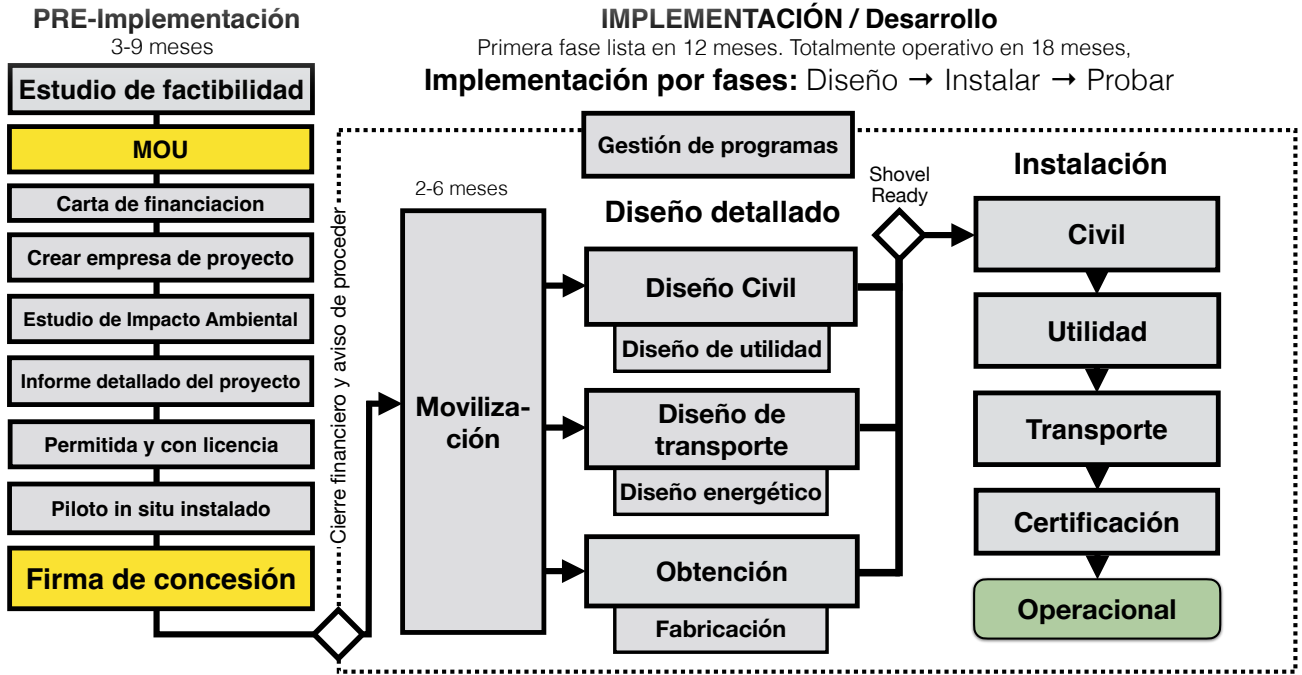 PRE-Implementación
3-9 meses
Estudio de factibilidad
MOU
Carta de financiacion
Crear empresa de proyecto
Estudio de Impacto Ambiental
Informe detallado del proyecto
Permitida y con licencia
Piloto in situ instalado
Firma de concesión
Cierre financiero y aviso de proceder
IMPLEMENTACIÓN / Desarrollo
Primera fase lista en 12 meses. Totalmente operativo en 18 meses,
Implementación por fases: Diseño → Instalar → Probar
Gestión de programas
2-6 meses
Moviliza-
ción
Diseño detallado
Diseño Civil
Diseño de utilidad
Diseño de
transporte
Diseño energético
Obtención
Fabricación
Shovel
Ready
Instalación
Civil
Utilidad
Transporte
Certificación
Operacional